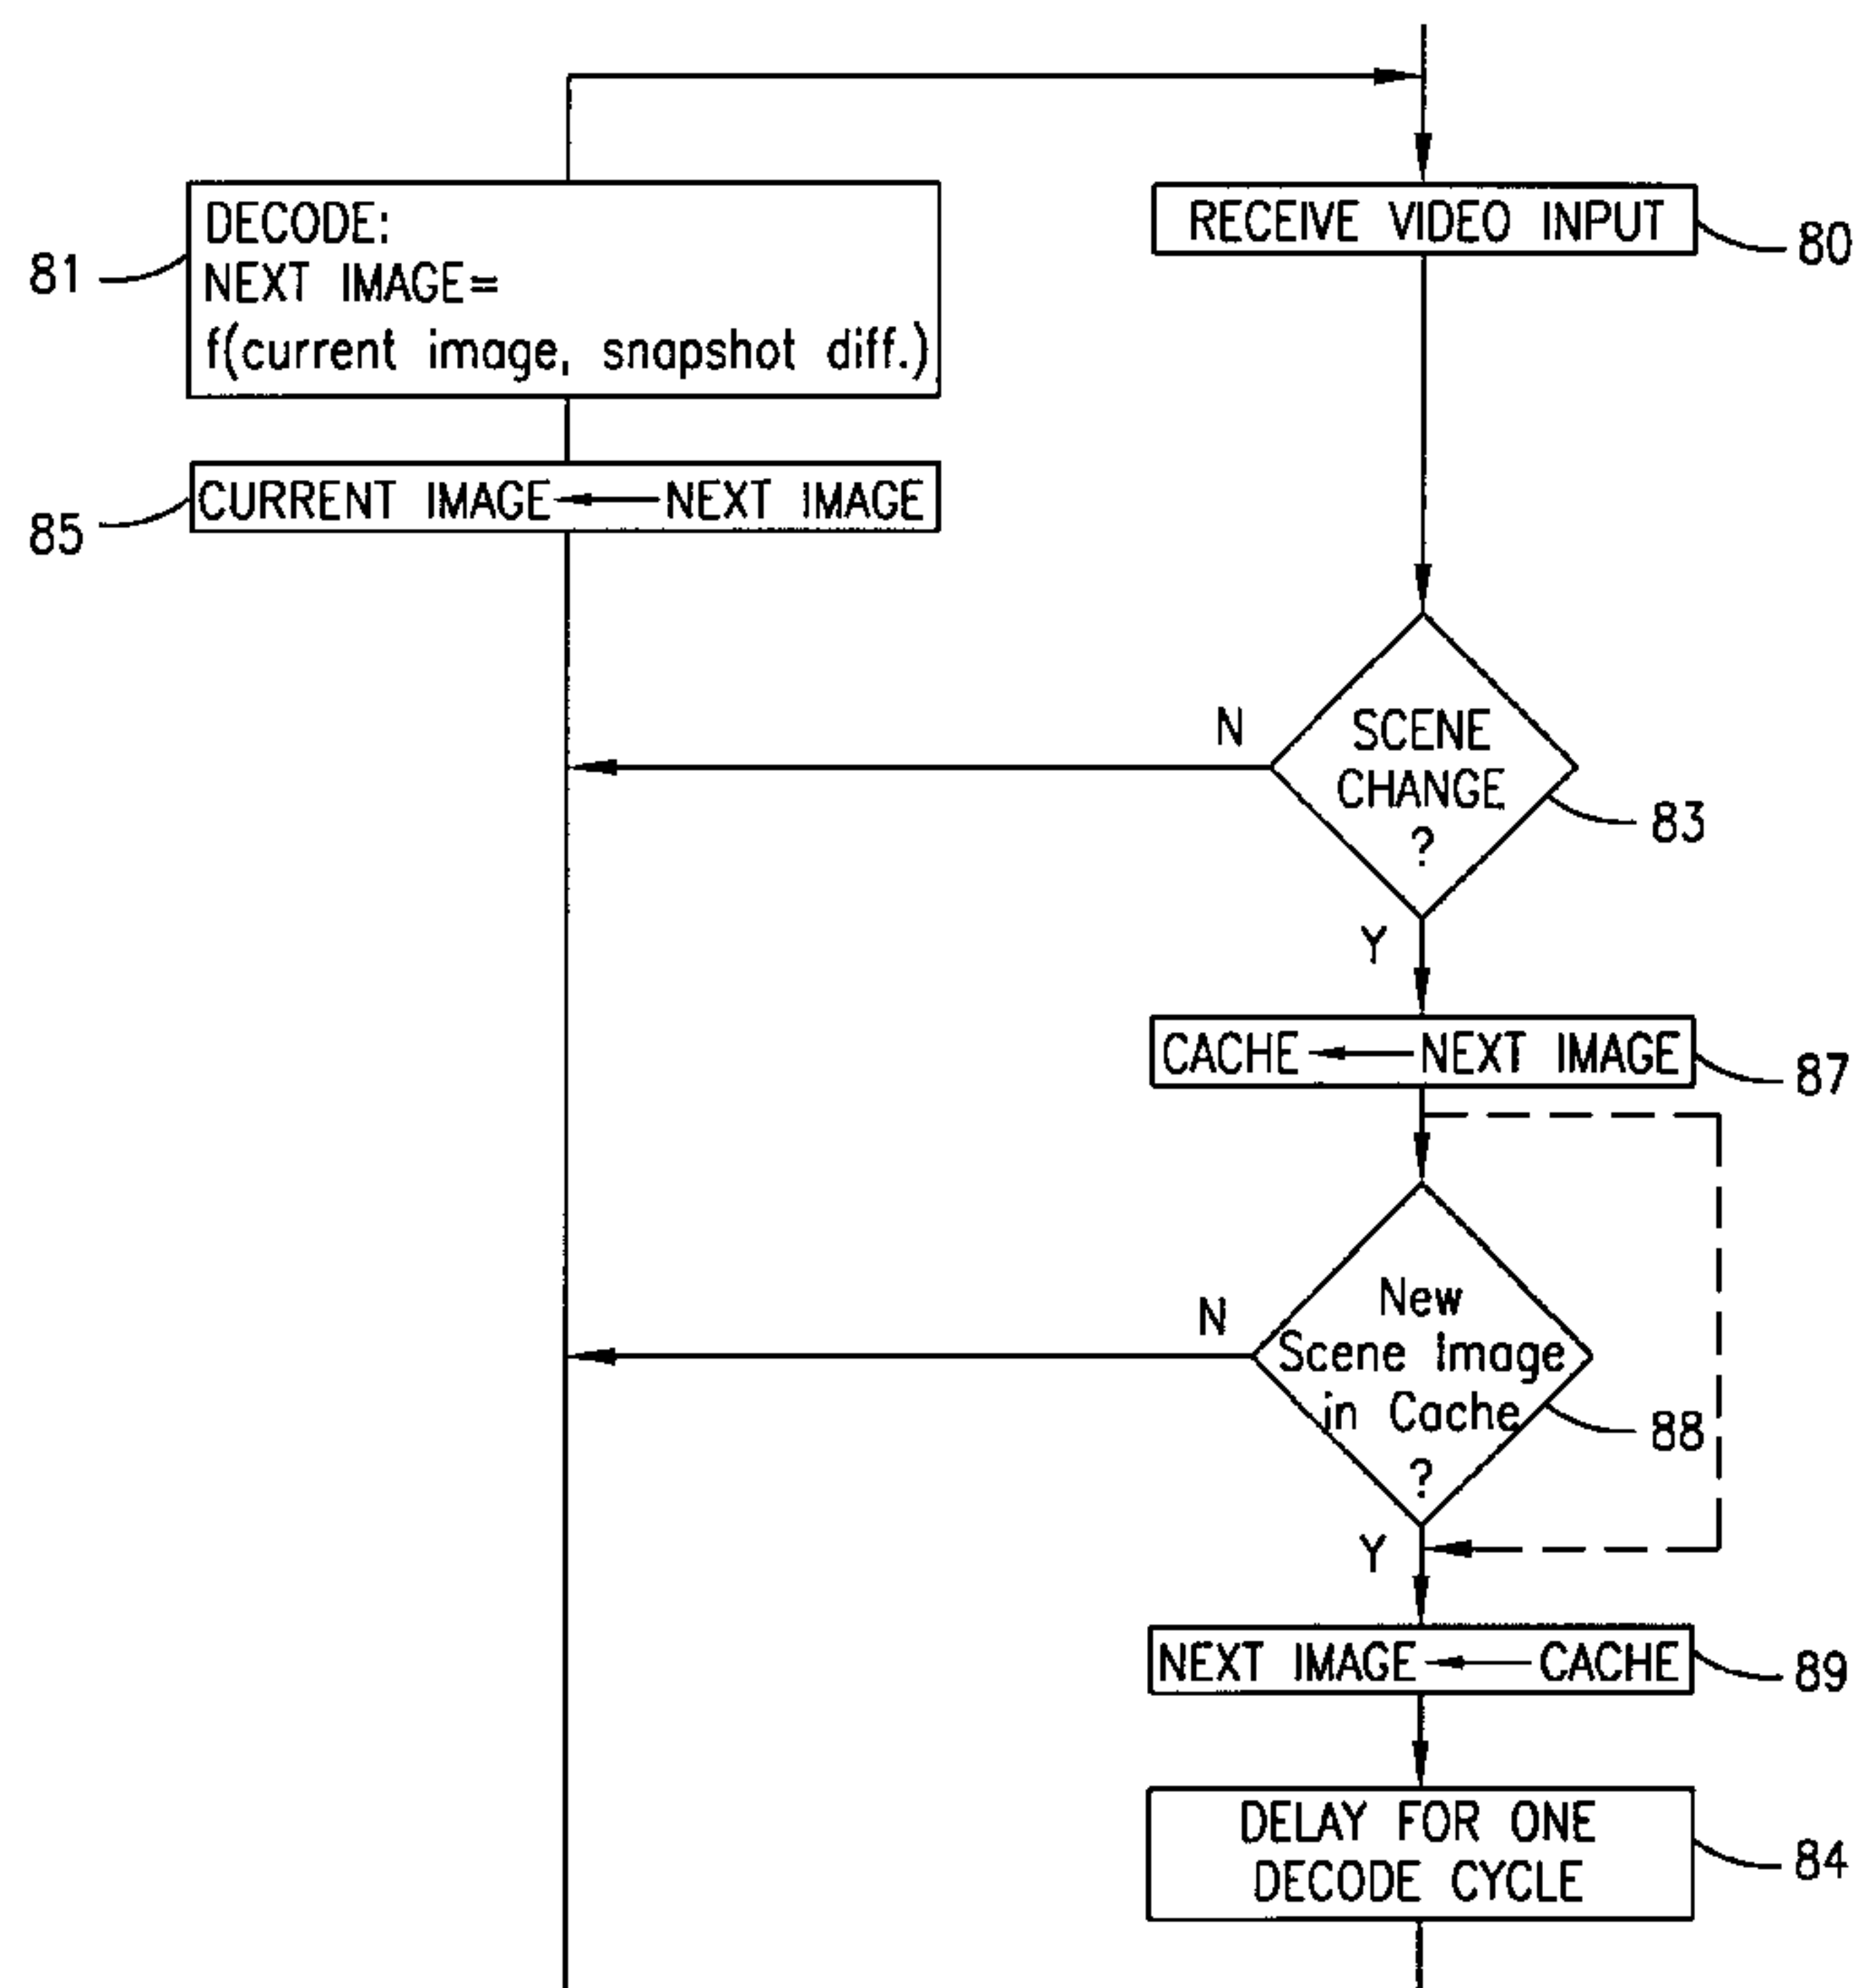 DECODE:
NEXT IMAGE=
f(current image, snapshot diff.)
81
RECEIVE VIDEO INPUT
80
CURRENT IMAGE ← NEXT IMAGE
85
N
SCENE
CHANGE
?
83
Y
CACHE ← NEXT IMAGE
87
N
New
Scene Image
in Cache
?
88
Y
NEXT IMAGE ← CACHE
89
DELAY FOR ONE
DECODE CYCLE
84